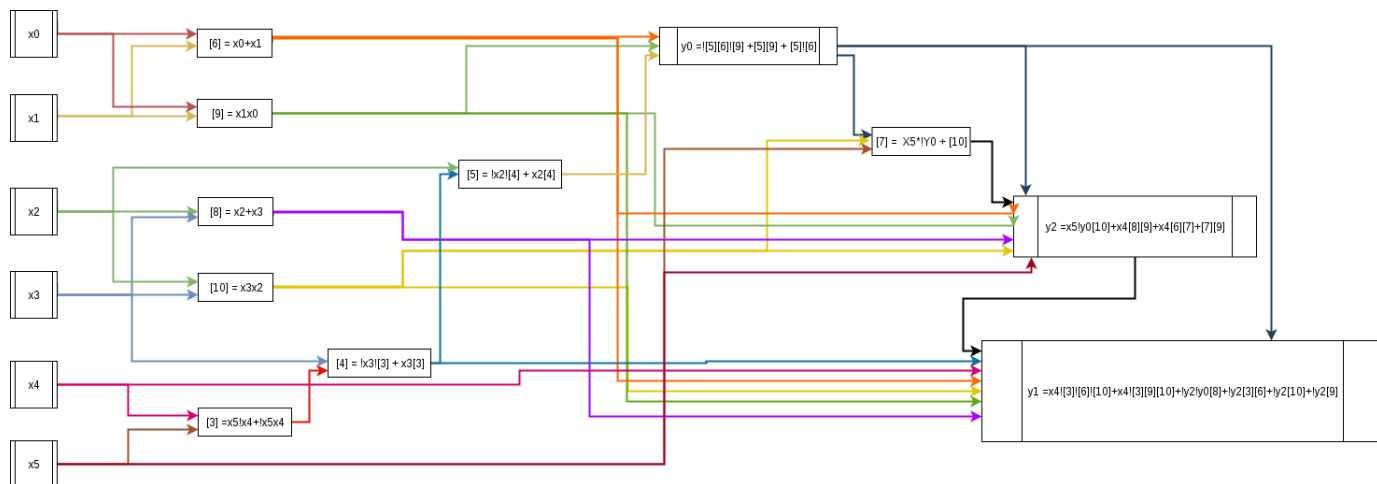 x0
[6] = x0+x1
y0 =![5][6]![9] +[5][9] + [5]![6]
x1
[9] = x1x0
[7] = X5*!Y0 + [10]
[5] = !x2![4] + x2[4]
x2
[8] = x2+x3
y2 =x5!y0[10]+x4[8][9]+x4[6][7]+[7][9]
x3
[10] = x3x2
[4] = !x3![3] + x3[3]
x4
y1 =x4![3]![6]![10]+x4![3][9][10]+!y2!y0[8]+!y2[3][6]+!y2[10]+!y2[9]
[3] =x5!x4+!x5x4
x5